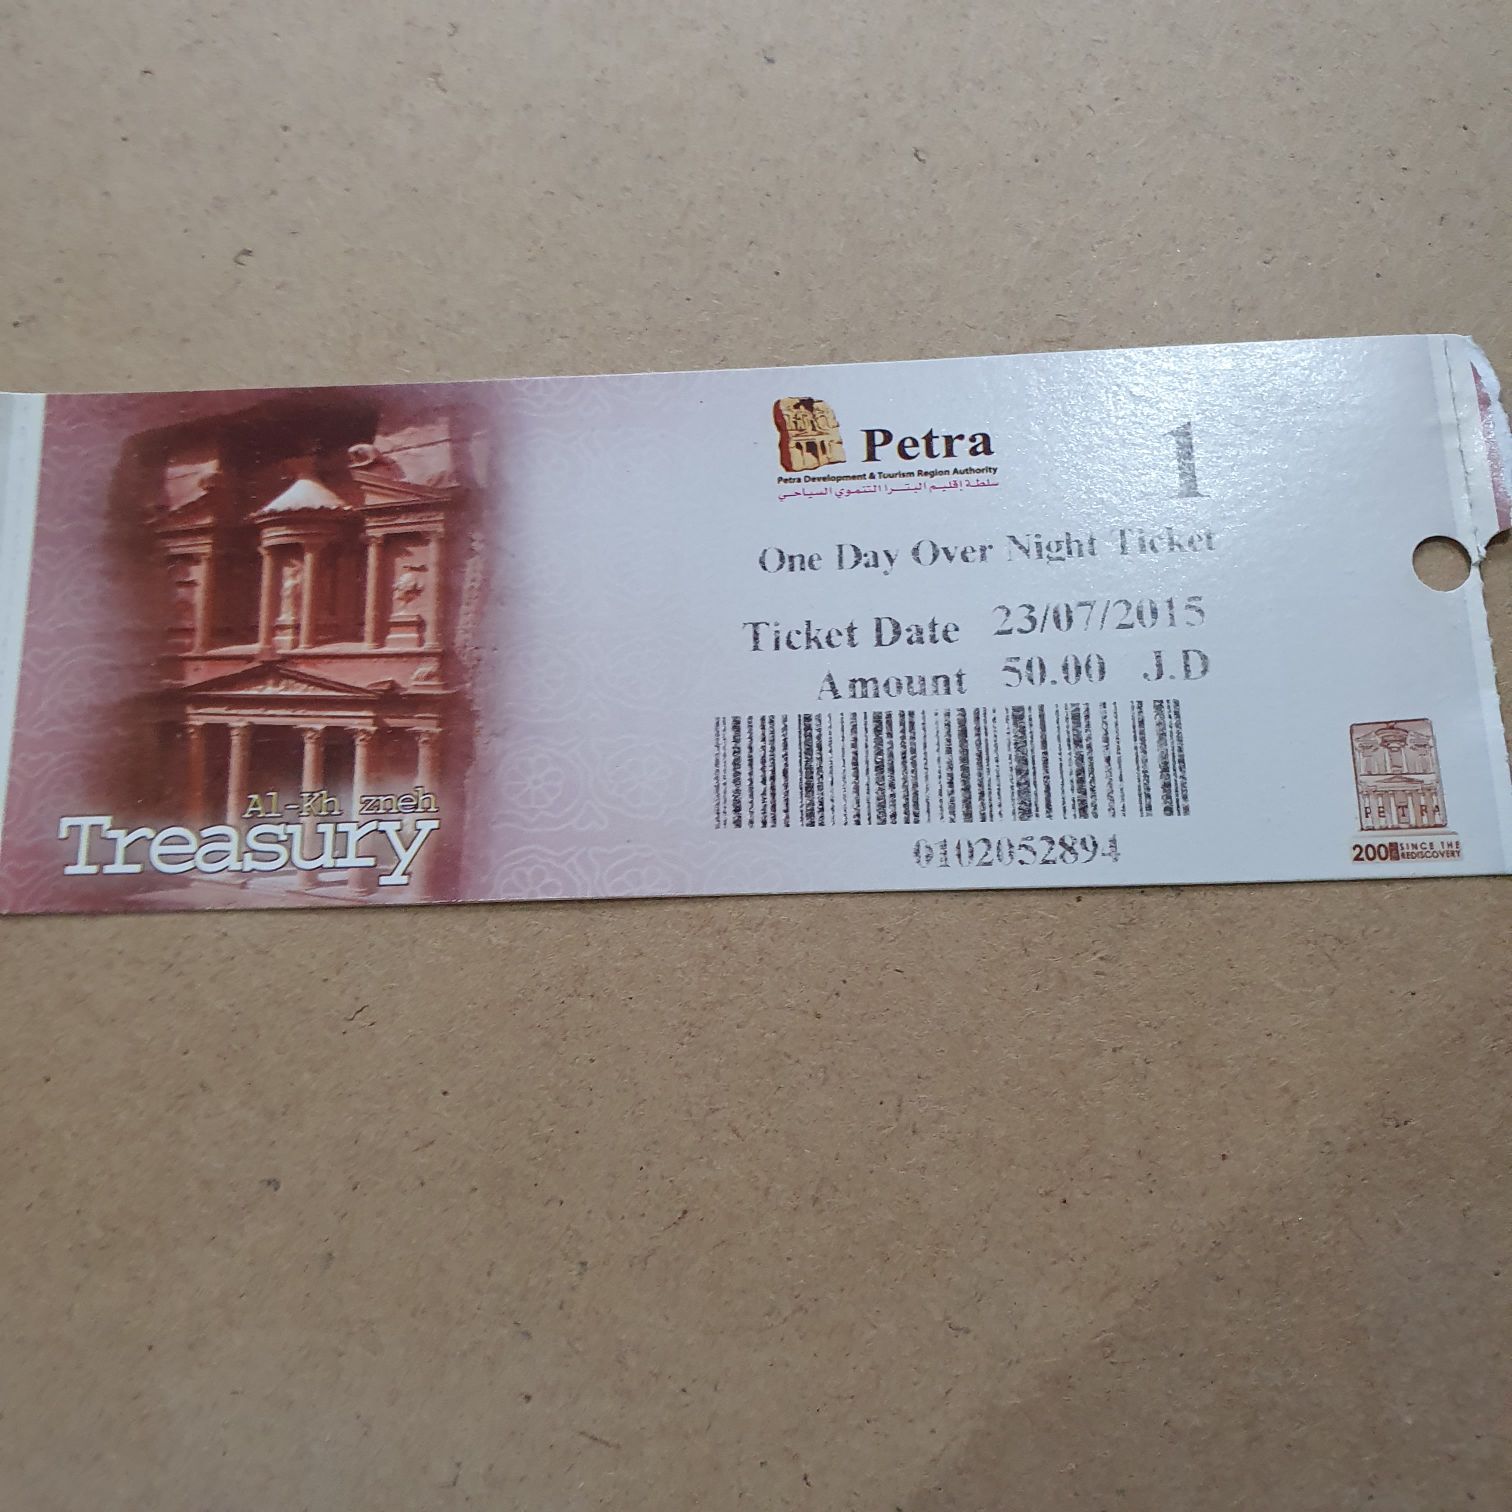 Al-Kh zneh
Treasury
Petra
Petra Development & Tourism Region Authority
سلطة إقليم البترا التنموي السياحي
1
One Day Over Night Ticket
Ticket Date 23/07/2015
Amount 50.00 J.D
0102052894
PETRA
200
SINCE THE
REDISCOVERY